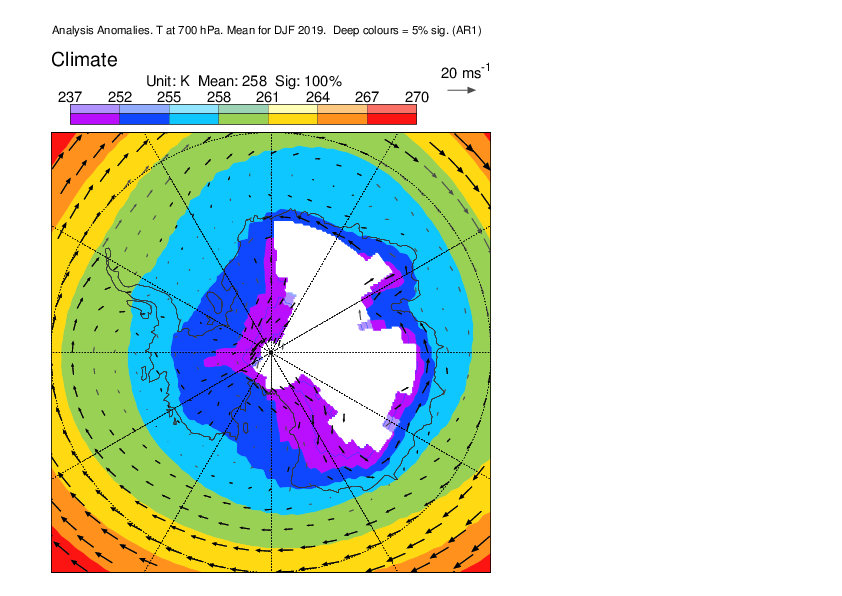 Analysis Anomalies. T at 700 hPa. Mean for DJF 2019.  Deep colours = 5% sig. (AR1)
Climate
20 ms-1
Unit: K  Mean: 258  Sig: 100%
237 252 255 258 261 264 267 270